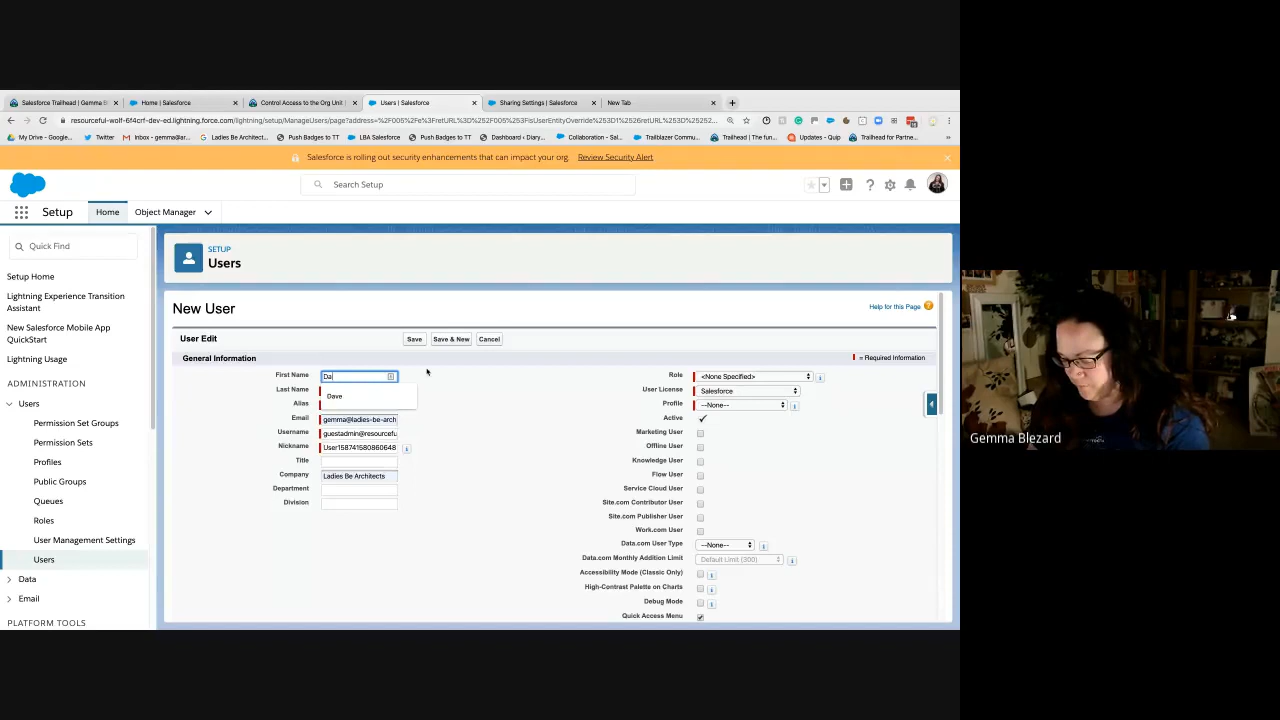 Salesforce Trailhead | Gemma B
Home | Salesforce
Control Access to the Org Unit
Users | Salesforce
Sharing Settings | Salesforce
New Tab
resourceful-wolf-6f4crf-dev-ed.lightning.force.com/lightning/setup/ManageUsers/page?address=%2F005%2Fe%3FretURL%3D%252F005%253FisUserEntityOverride%253D1%2526retURL%253D%25252...
My Drive - Google...
Twitter
Inbox - gemma@ar...
Ladies Be Architects...
Push Badges to TT
LBA Salesforce
Push Badges to TT
Dashboard ‹ Diary...
Collaboration - Sal...
Trailblazer Commu...
Trailhead | The fun...
Updates - Quip
Trailhead for Partne...
Salesforce is rolling out security enhancements that can impact your org. Review Security Alert
Search Setup
Setup
Home
Object Manager
Quick Find
SETUP
Users
Setup Home
Lightning Experience Transition
Assistant
New Salesforce Mobile App
QuickStart
Lightning Usage
ADMINISTRATION
Users
Permission Set Groups
Permission Sets
Profiles
Public Groups
Queues
Roles
User Management Settings
Users
Data
Email
PLATFORM TOOLS
New User
Help for this Page
User Edit
Save
Save & New
Cancel
General Information
= Required Information
First Name Da
Dave
Last Name
Alias
Email gemma@ladies-be-arch
Username guestadmin@resourcefu
Nickname User158741580860648
Title
Company Ladies Be Architects
Department
Division
Role <None Specified>
User License Salesforce
Profile --None--
Active
Marketing User
Offline User
Knowledge User
Flow User
Service Cloud User
Site.com Contributor User
Site.com Publisher User
Work.com User
Data.com User Type --None--
Data.com Monthly Addition Limit Default Limit (300)
Accessibility Mode (Classic Only)
High-Contrast Palette on Charts
Debug Mode
Quick Access Menu
Gemma Blezard